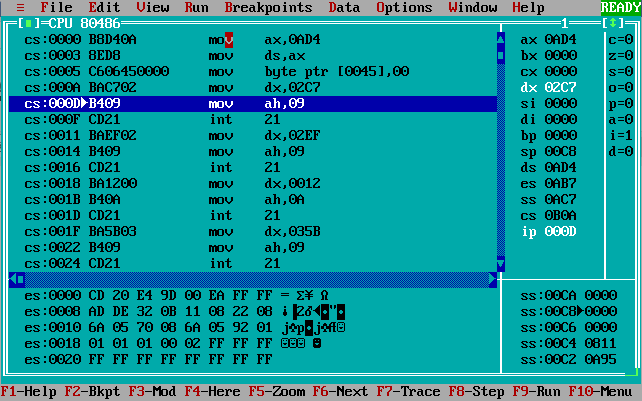 ≡ File Edit View Run Breakpoints Data Options Window Help READY
[■]=CPU 80486 1 [↕]
cs:0000 B8D40A mov ax,0AD4 ax 0AD4 c=0
cs:0003 8ED8 mov ds,ax bx 0000 z=0
cs:0005 C606450000 mov byte ptr [0045],00 cx 0000 s=0
cs:000A BAC702 mov dx,02C7 dx 02C7 o=0
cs:000D►B409 mov ah,09 si 0000 p=0
cs:000F CD21 int 21 di 0000 a=0
cs:0011 BAEF02 mov dx,02EF bp 0000 i=1
cs:0014 B409 mov ah,09 sp 00C8 d=0
cs:0016 CD21 int 21 ds 0AD4
cs:0018 BA1200 mov dx,0012 es 0AB7
cs:001B B40A mov ah,0A ss 0AC7
cs:001D CD21 int 21 cs 0B0A
cs:001F BA5B03 mov dx,035B ip 000D
cs:0022 B409 mov ah,09
cs:0024 CD21 int 21
es:0000 CD 20 E4 9D 00 EA FF FF = Σ¥ Ω ss:00CA 0000
es:0008 AD DE 32 0B 11 08 22 08 ¡▐2♂◄◘"◘ ss:00C8►0000
es:0010 6A 05 70 08 6A 05 92 01 j♣p◘j♣Æ☺ ss:00C6 0000
es:0018 01 01 01 00 02 FF FF FF ☺☺☺ ☻ ss:00C4 0811
es:0020 FF FF FF FF FF FF FF FF ss:00C2 0A95
F1-Help F2-Bkpt F3-Mod F4-Here F5-Zoom F6-Next F7-Trace F8-Step F9-Run F10-Menu